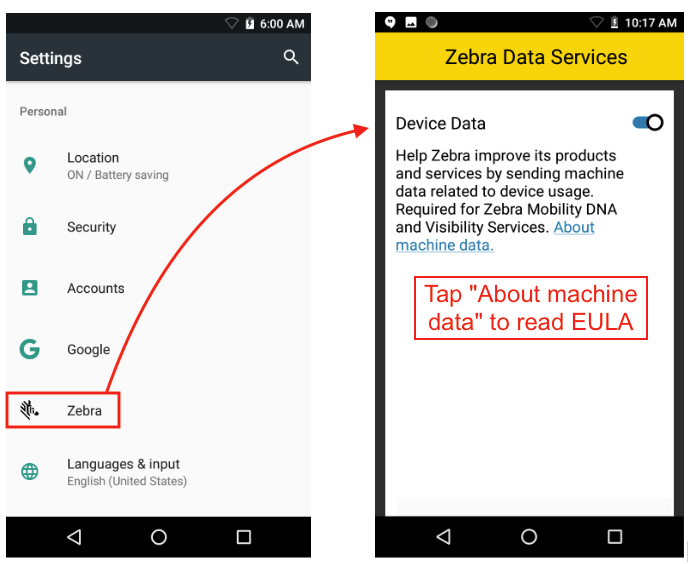 6:00 AM
Settings
Personal
Location
ON / Battery saving
Security
Accounts
Google
Zebra
Languages & input
English (United States)
10:17 AM
Zebra Data Services
Device Data
Help Zebra improve its products
and services by sending machine
data related to device usage.
Required for Zebra Mobility DNA
and Visibility Services. About
machine data.
Tap "About machine
data" to read EULA